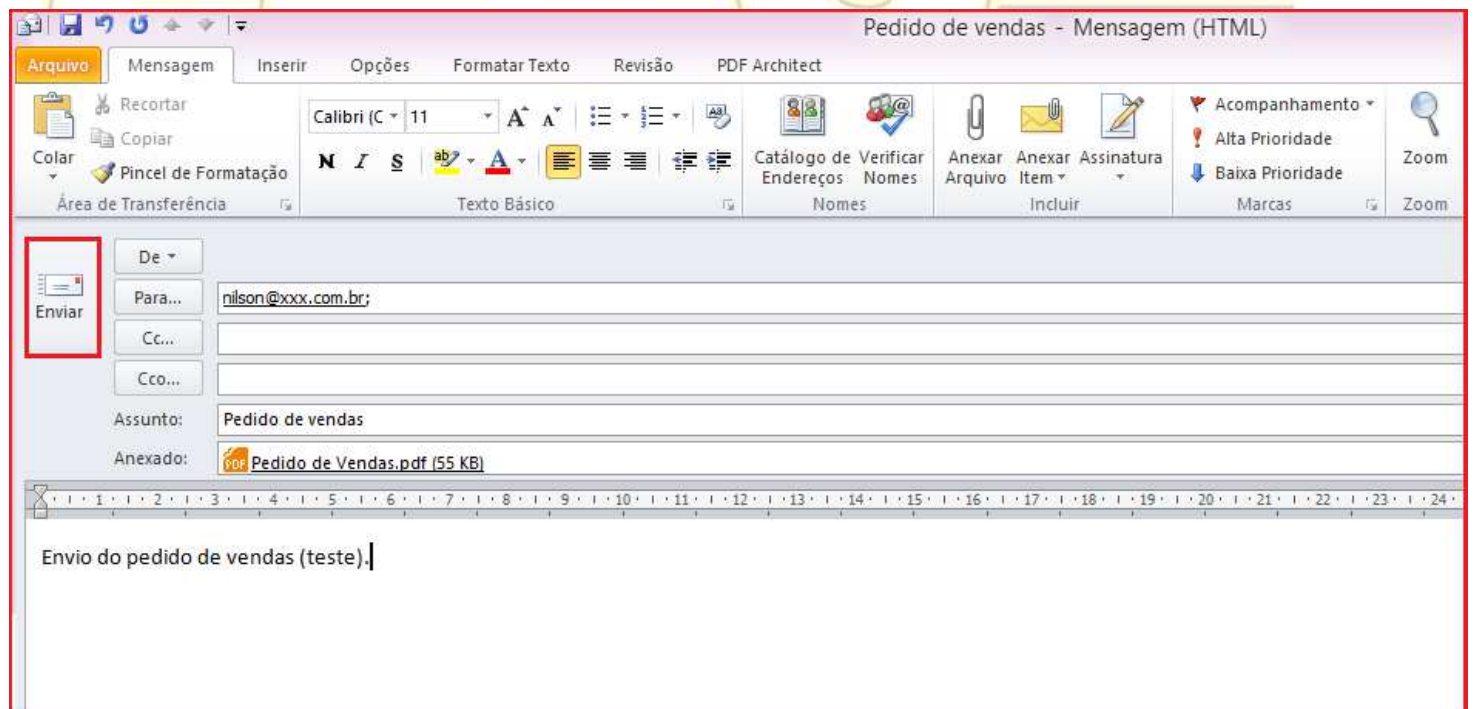 Pedido de vendas - Mensagem (HTML)
Arquivo Mensagem Inserir Opções Formatar Texto Revisão PDF Architect
Colar
Recortar
Copiar
Pincel de Formatação
Área de Transferência
Calibri (C 11
N I S
Texto Básico
Catálogo de Endereços
Verificar Nomes
Nomes
Anexar Arquivo
Anexar Item
Assinatura
Incluir
Acompanhamento
Alta Prioridade
Baixa Prioridade
Marcas
Zoom
Zoom
Enviar
De
Para... nilson@xxx.com.br;
Cc...
Cco...
Assunto: Pedido de vendas
Anexado: PDF Pedido de Vendas.pdf (55 KB)
1 2 3 4 5 6 7 8 9 10 11 12 13 14 15 16 17 18 19 20 21 22 23 24
Envio do pedido de vendas (teste).